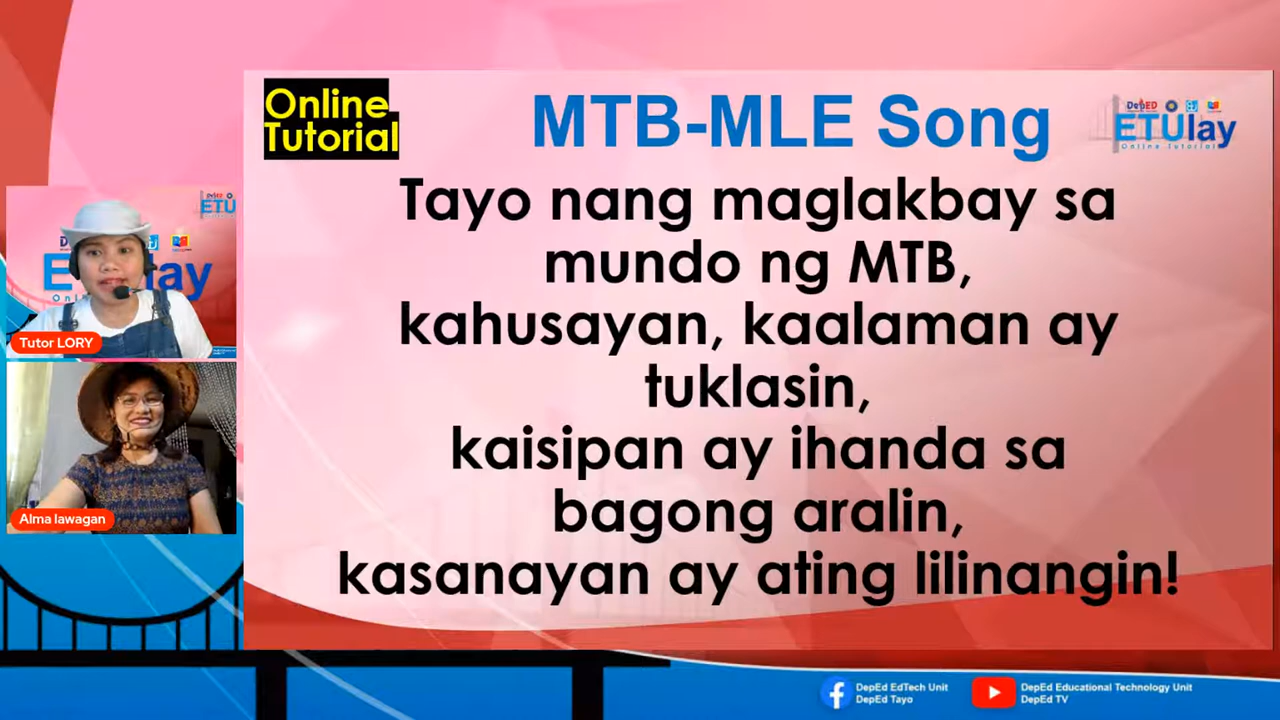 Online
Tutorial
MTB-MLE Song
DepED
ETUlay
Online Tutorial
Tayo nang maglakbay sa
mundo ng MTB,
kahusayan, kaalaman ay
tuklasin,
kaisipan ay ihanda sa
bagong aralin,
kasanayan ay ating lilinangin!
ETU
Tutor LORY
Alma lawagan
DepEd EdTech Unit
DepEd Tayo
DepEd Educational Technology Unit
DepEd TV